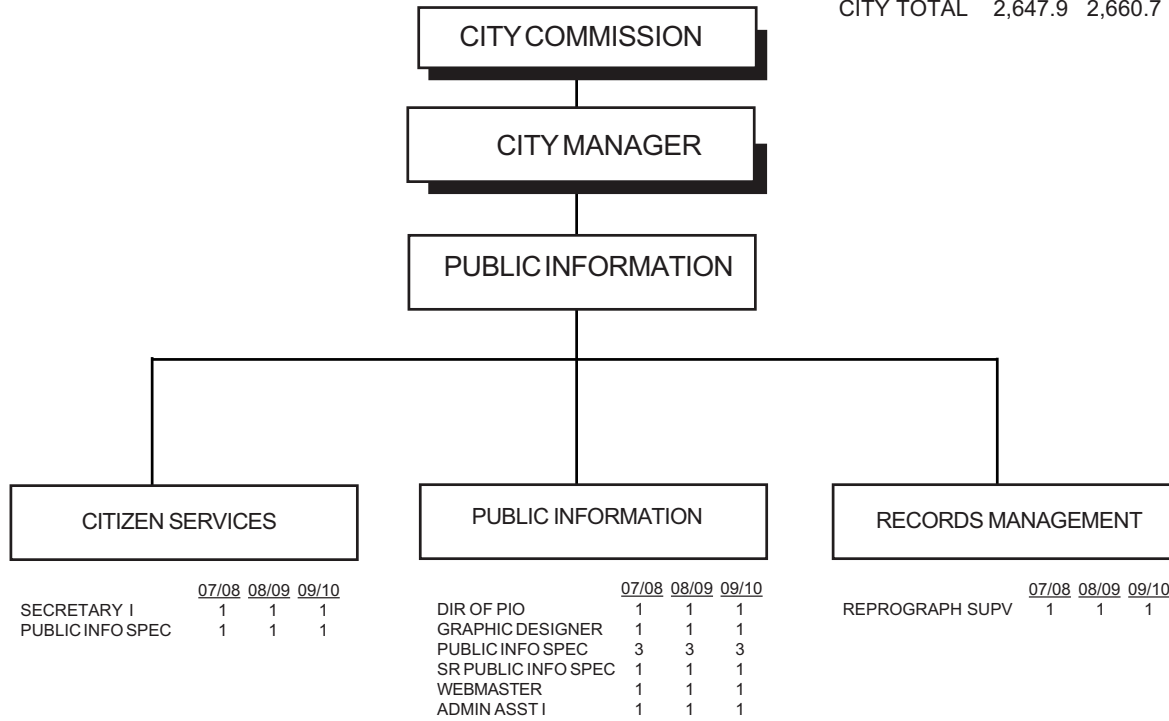 CITY TOTAL 2,647.9 2,660.7
CITY COMMISSION
CITY MANAGER
PUBLIC INFORMATION
CITIZEN SERVICES
07/08 08/09 09/10
SECRETARY I 1 1 1
PUBLIC INFO SPEC 1 1 1
PUBLIC INFORMATION
07/08 08/09 09/10
DIR OF PIO 1 1 1
GRAPHIC DESIGNER 1 1 1
PUBLIC INFO SPEC 3 3 3
SR PUBLIC INFO SPEC 1 1 1
WEBMASTER 1 1 1
ADMIN ASST I 1 1 1
RECORDS MANAGEMENT
07/08 08/09 09/10
REPROGRAPH SUPV 1 1 1